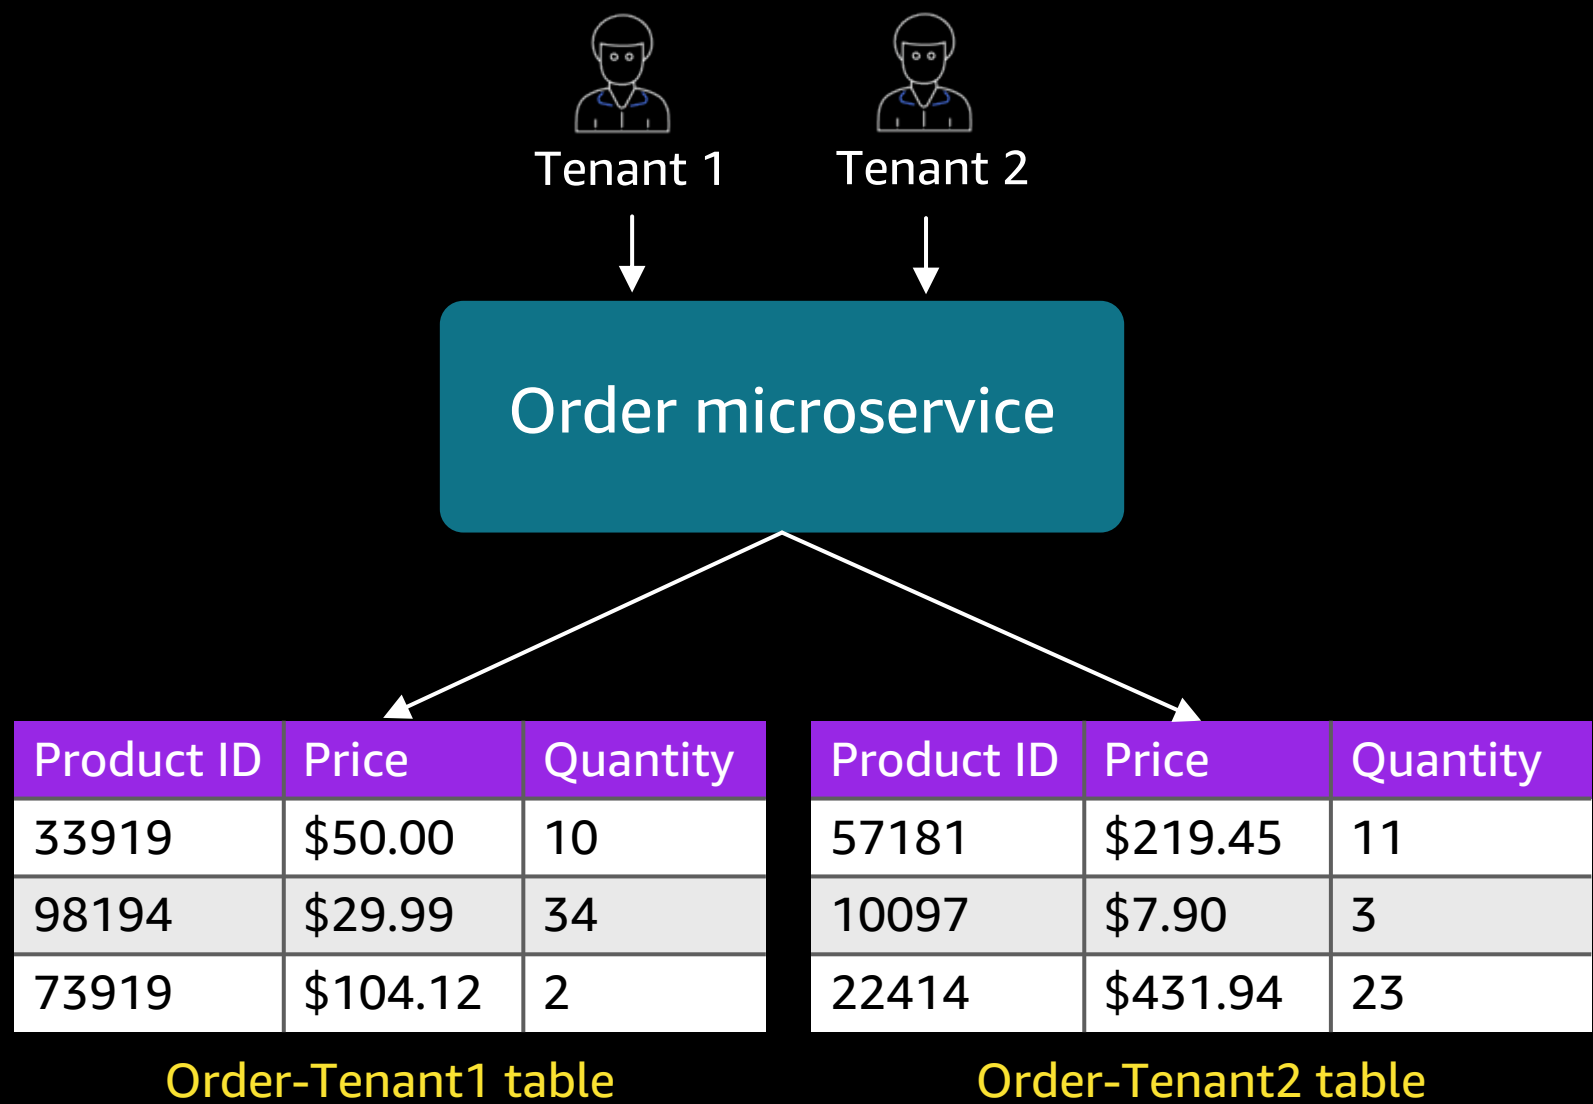 Tenant 1
Tenant 2
Order microservice
Product ID Price Quantity
33919 $50.00 10
98194 $29.99 34
73919 $104.12 2
Order-Tenant1 table
Product ID Price Quantity
57181 $219.45 11
10097 $7.90 3
22414 $431.94 23
Order-Tenant2 table